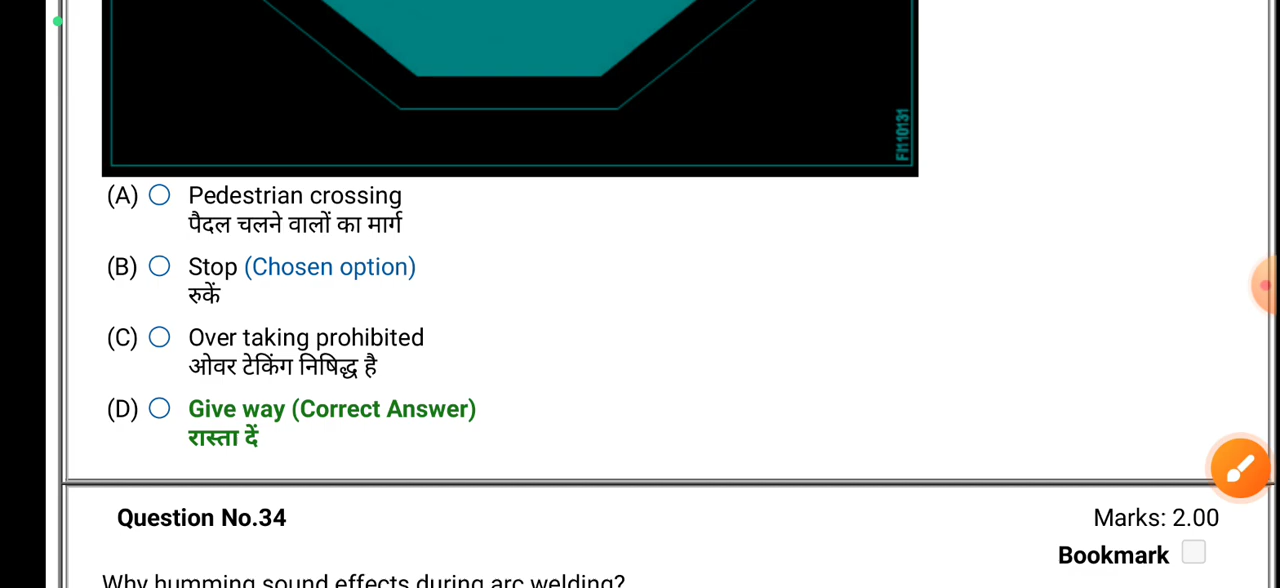 FI110131
(A) Pedestrian crossing
पैदल चलने वालों का मार्ग
(B) Stop (Chosen option)
रुकें
(C) Over taking prohibited
ओवर टेकिंग निषिद्ध है
(D) Give way (Correct Answer)
रास्ता दें
Question No.34 Marks: 2.00
Bookmark
Why humming sound effects during arc welding?